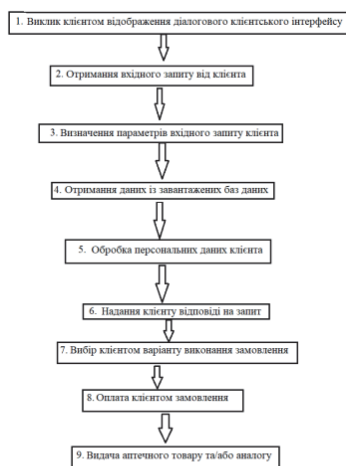 1. Виклик клієнтом відображення діалогового клієнтського інтерфейсу
2. Отримання вхідного запиту від клієнта
3. Визначення параметрів вхідного запиту клієнта
4. Отримання даних із завантажених баз даних
5. Обробка персональних даних клієнта
6. Надання клієнту відповіді на запит
7. Вибір клієнтом варіанту виконання замовлення
8. Оплата клієнтом замовлення
9. Видача аптечного товару та/або аналогу